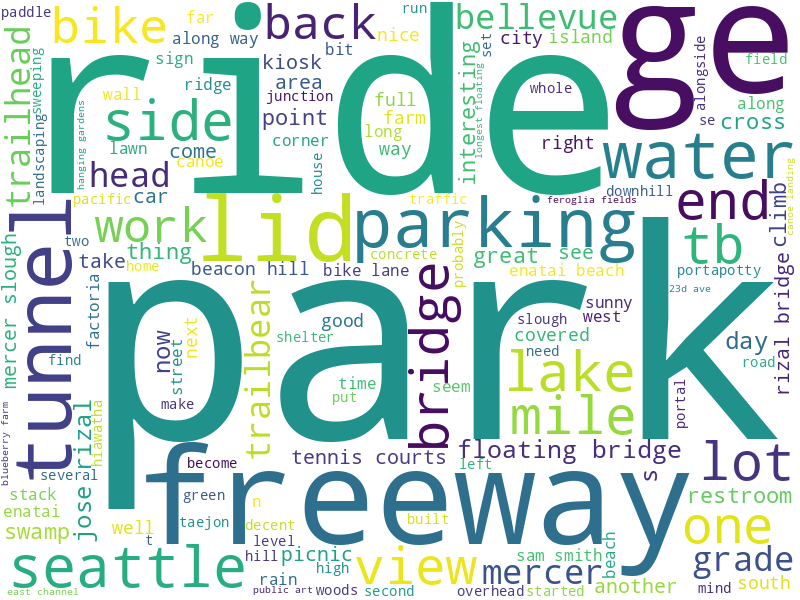 paddle
bike
far
back
run
nice
bellevue
set
city
island
ge
field
trailhead
sweeping
along way
sign
ridge
kiosk
bit
area
junction
wall
side
landscaping
lawn
come
canoe
hanging gardens
head
ride
point
corner
house
full
farm
long
way
interesting
longest floating
whole
right
alongside
se
along
cross
water
downhill
canoe landing
pacific
car
work
thing
take
home
two
tunnel
mercer slough
factoria
lid
beacon hill
bike lane
traffic
parking
concrete
probably
great
see
feroglia fields
end
tb
climb
enatai beach
portapotty
23d ave
rizal bridge
park
now
next
street
find
make
trailbear
good
shelter
time
put
seem
bridge
sunny
slough
west
covered
need
lake
mile
day
road
portal
blueberry farm
jose rizal
hiawatha
several
become
tennis courts
left
floating bridge
s
lot
stack
enatai
swamp
well
t
green
taejon
n
decent
level
hill
freeway
built
restroom
one
seattle
rain
picnic
high
public art
woods
view
second
mercer
sam smith
overhead
started
beach
another
grade
mind
south
east channel